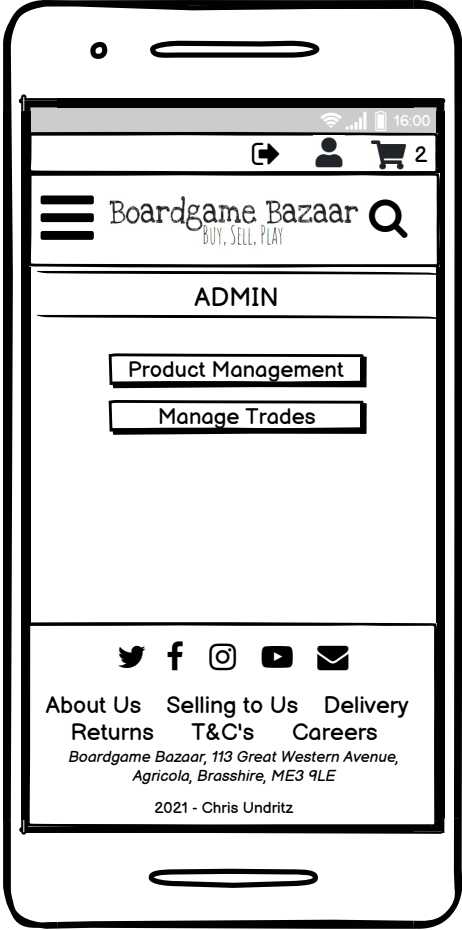 16:00
2
Boardgame Bazaar
Buy, Sell, Play
ADMIN
Product Management
Manage Trades
About Us Selling to Us Delivery
Returns T&C's Careers
Boardgame Bazaar, 113 Great Western Avenue,
Agricola, Brasshire, ME3 9LE
2021 - Chris Undritz